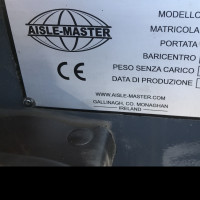 AISLE-MASTER
CE
MODELLO
MATRICOLA
PORTATA
BARICENTRO
PESO SENZA CARICO
DATA DI PRODUZIONE
WWW.AISLE-MASTER.COM
GALLINAGH, CO. MONAGHAN
IRELAND